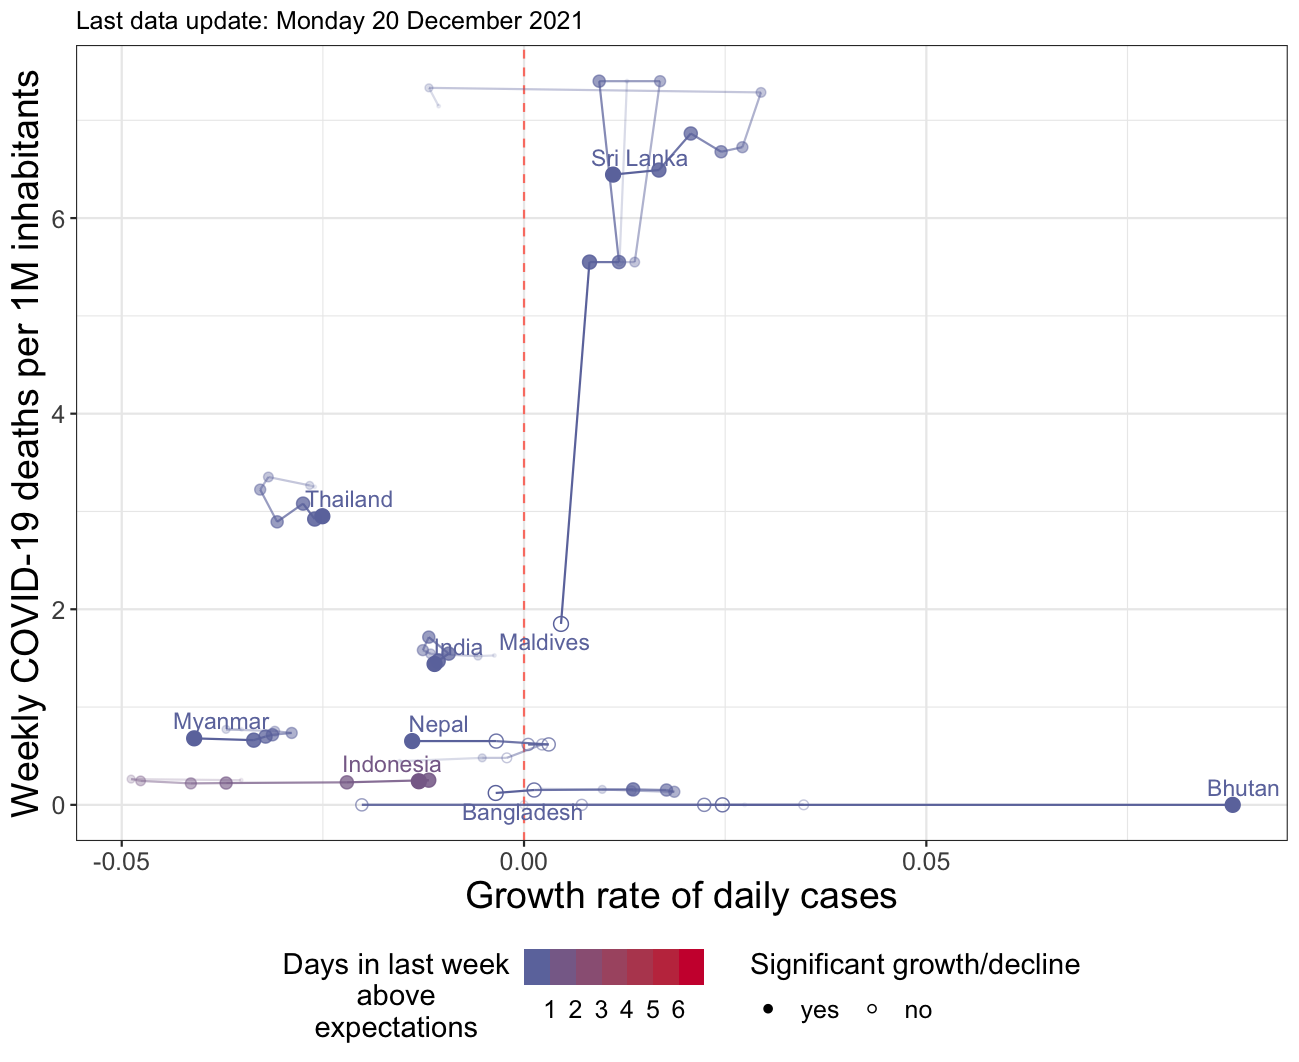 Last data update: Monday 20 December 2021
Weekly COVID-19 deaths per 1M inhabitants
6
4
2
0
Sri Lanka
Thailand
India
Maldives
Myanmar
Nepal
Indonesia
Bhutan
Bangladesh
-0.05
0.00
0.05
Growth rate of daily cases
Days in last week
above
expectations
1 2 3 4 5 6
Significant growth/decline
yes
no